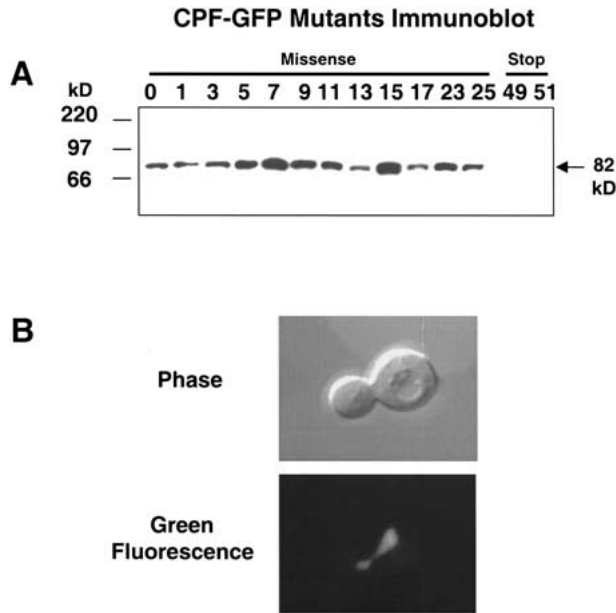 CPF-GFP Mutants Immunoblot
Missense Stop
A
kD 0 1 3 5 7 9 11 13 15 17 23 25 49 51
220
97
66
82
kD
B
Phase
Green
Fluorescence